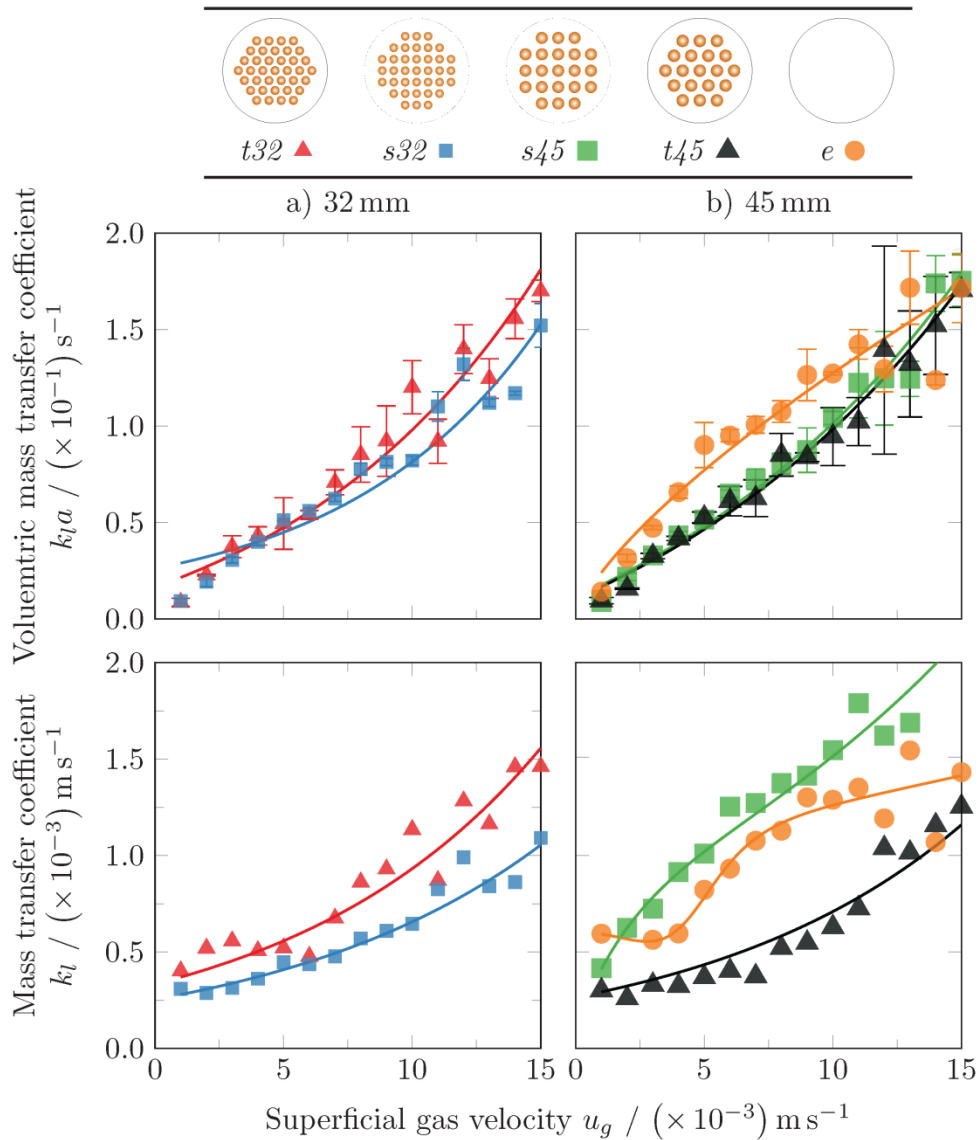 t32 s32 s45 t45 e
a) 32 mm b) 45 mm
Voluemtric mass transfer coefficient
k_l a / (× 10⁻¹) s⁻¹
2.0
1.5
1.0
0.5
0.0
Mass transfer coefficient
k_l / (× 10⁻³) m s⁻¹
2.0
1.5
1.0
0.5
0.0
0 5 10 15 0 5 10 15
Superficial gas velocity u_g / (× 10⁻³) m s⁻¹